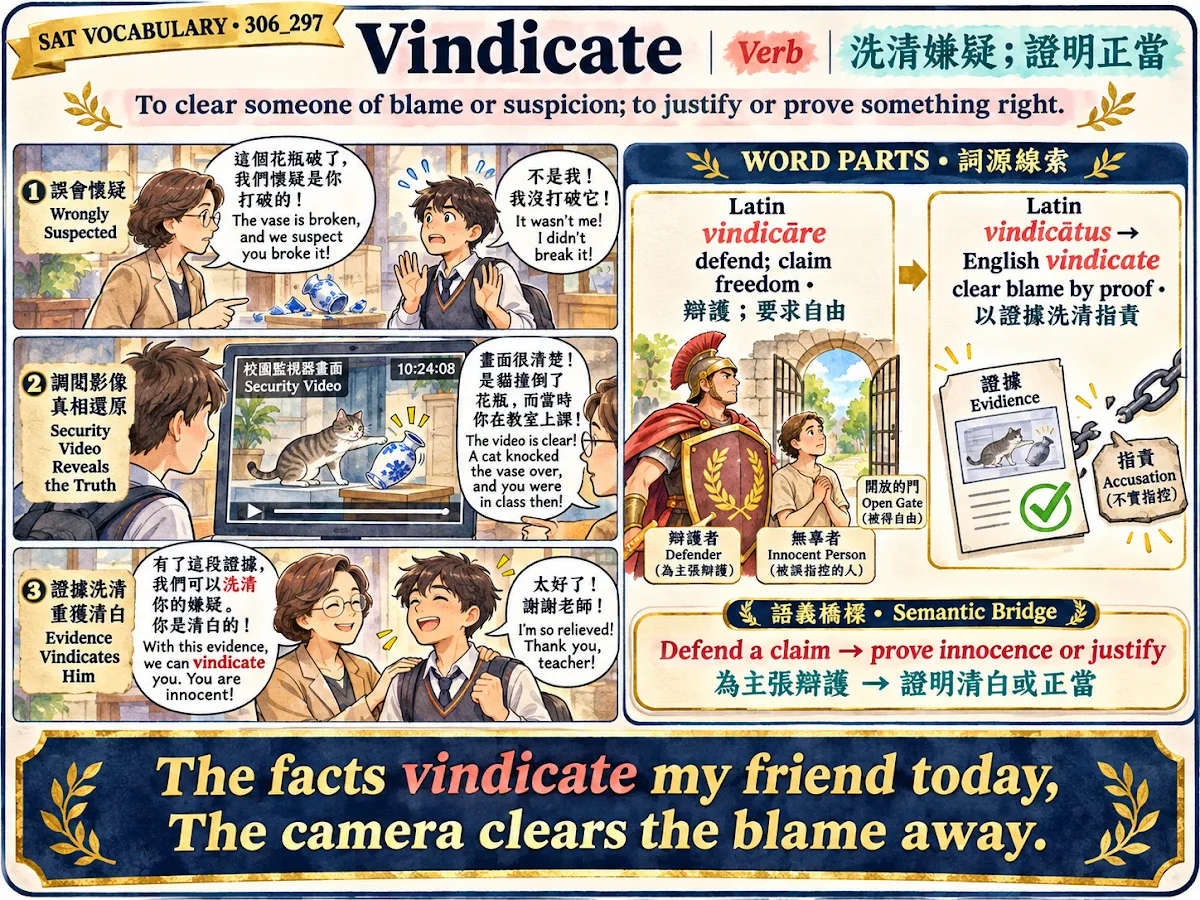 SAT VOCABULARY • 306_297
Vindicate
Verb
洗清嫌疑；證明正當
To clear someone of blame or suspicion; to justify or prove something right.
1 誤會懷疑
Wrongly
Suspected
這個花瓶破了，
我們懷疑是你
打破的！
The vase is broken,
and we suspect
you broke it!
不是我！
我沒打破它！
It wasn't me!
I didn't
break it!
2 調閱影像
真相還原
Security
Video
Reveals
the Truth
校園監視器畫面
Security Video
10:24:08
畫面很清楚！
是貓撞倒了
花瓶，而當時
你在教室上課！
The video is clear!
A cat knocked
the vase over,
and you were
in class then!
3 證據洗清
重獲清白
Evidence
Vindicates
Him
有了這段證據，
我們可以洗清
你的嫌疑。
你是清白的！
With this evidence,
we can vindicate
you. You are
innocent!
太好了！
謝謝老師！
I'm so relieved!
Thank you,
teacher!
WORD PARTS • 詞源線索
Latin
vindicāre
defend; claim
freedom •
辯護；要求自由
辯護者
Defender
(為主張辯護)
無辜者
Innocent Person
(被誤指控的人)
開放的門
Open Gate
(被得自由)
Latin
vindicātus →
English vindicate
clear blame by proof •
以證據洗清指責
證據
Evidience
指責
Accusation
(不實指控)
語義橋樑 • Semantic Bridge
Defend a claim → prove innocence or justify
為主張辯護 → 證明清白或正當
The facts vindicate my friend today,
The camera clears the blame away.